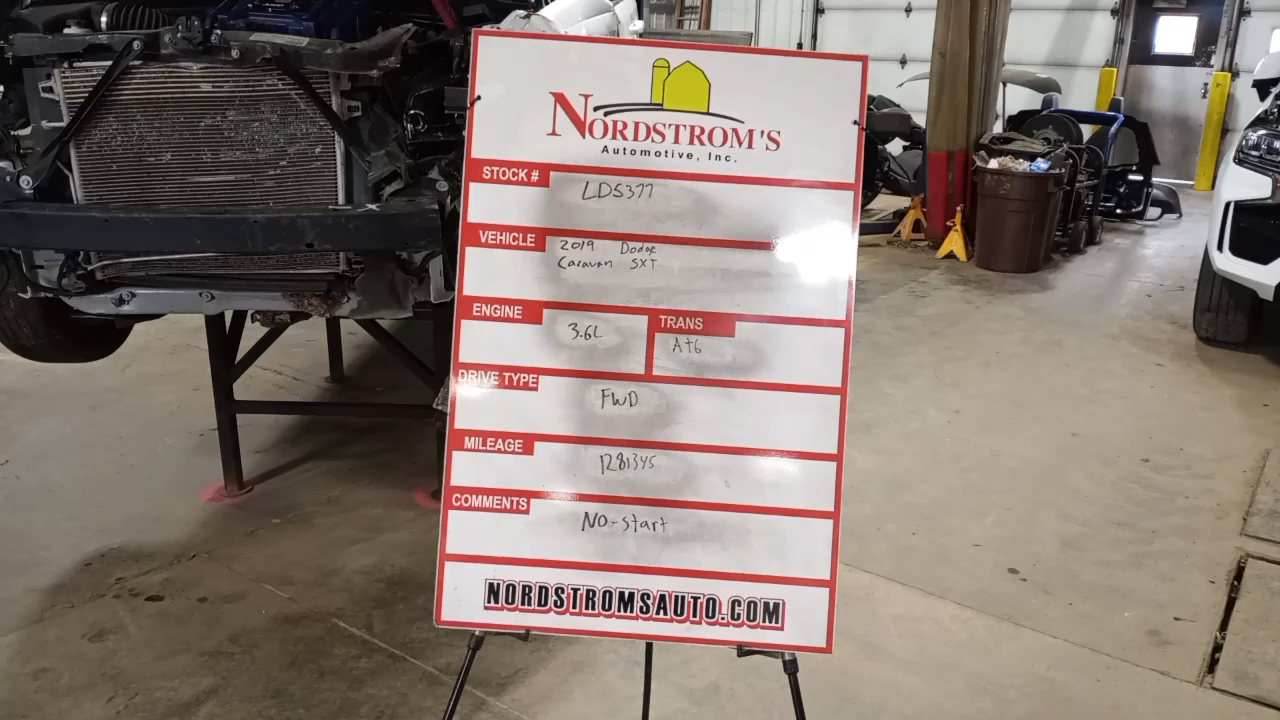 NORDSTROM'S
Automotive, Inc.
STOCK #
LD5377
VEHICLE
2019 Dodge
Caravan SXT
ENGINE
3.6L
TRANS
At6
DRIVE TYPE
FWD
MILEAGE
128134S
COMMENTS
No-start
NORDSTROMSAUTO.COM